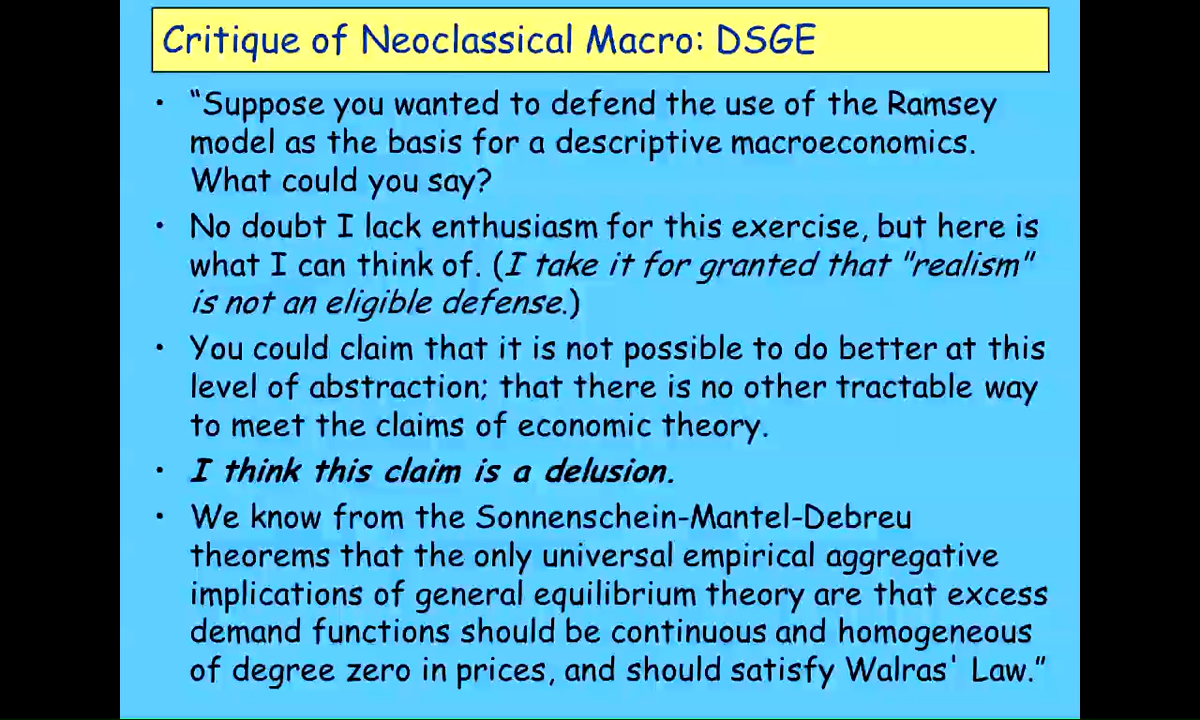 Critique of Neoclassical Macro: DSGE
• "Suppose you wanted to defend the use of the Ramsey
model as the basis for a descriptive macroeconomics.
What could you say?
• No doubt I lack enthusiasm for this exercise, but here is
what I can think of. (I take it for granted that "realism"
is not an eligible defense.)
• You could claim that it is not possible to do better at this
level of abstraction; that there is no other tractable way
to meet the claims of economic theory.
• I think this claim is a delusion.
• We know from the Sonnenschein-Mantel-Debreu
theorems that the only universal empirical aggregative
implications of general equilibrium theory are that excess
demand functions should be continuous and homogeneous
of degree zero in prices, and should satisfy Walras' Law."